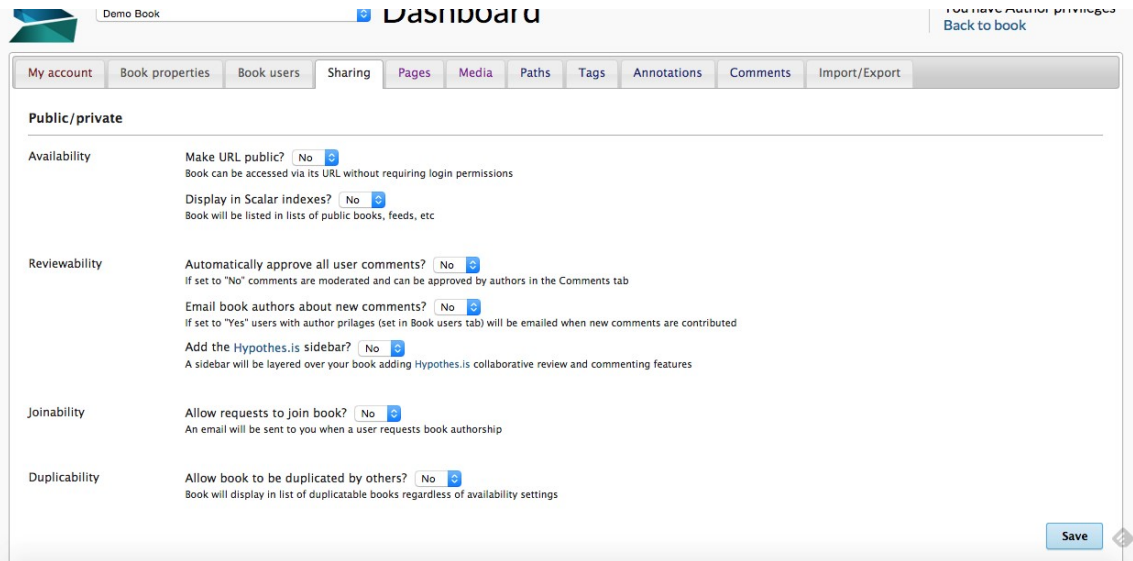 Demo Book
Dashboard
You have Author privileges
Back to book
My account Book properties Book users Sharing Pages Media Paths Tags Annotations Comments Import/Export
Public/private
Availability
Make URL public? No
Book can be accessed via its URL without requiring login permissions
Display in Scalar indexes? No
Book will be listed in lists of public books, feeds, etc
Reviewability
Automatically approve all user comments? No
If set to "No" comments are moderated and can be approved by authors in the Comments tab
Email book authors about new comments? No
If set to "Yes" users with author prilages (set in Book users tab) will be emailed when new comments are contributed
Add the Hypothes.is sidebar? No
A sidebar will be layered over your book adding Hypothes.is collaborative review and commenting features
Joinability
Allow requests to join book? No
An email will be sent to you when a user requests book authorship
Duplicability
Allow book to be duplicated by others? No
Book will display in list of duplicatable books regardless of availability settings
Save